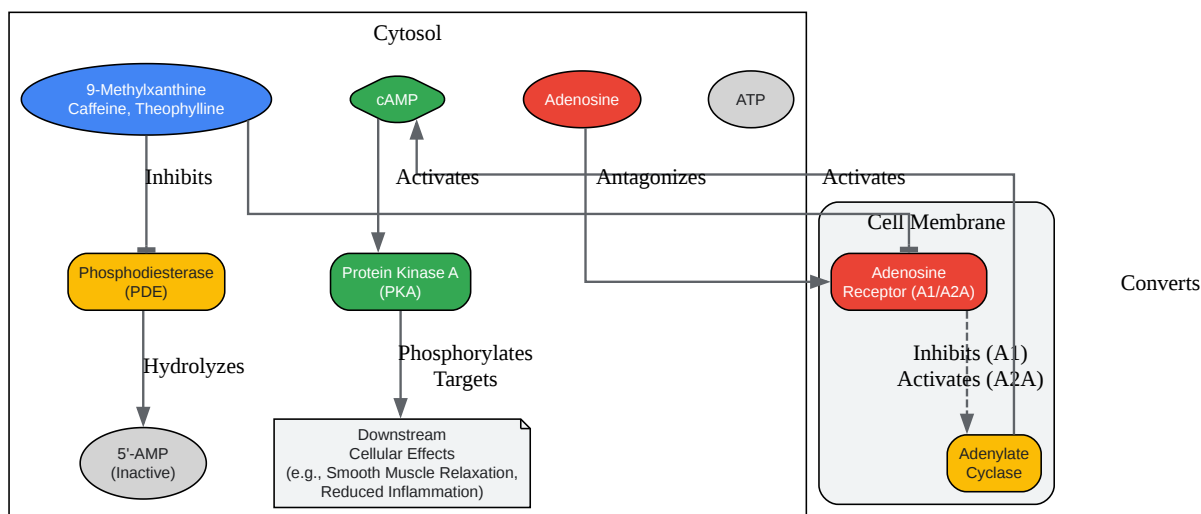 Cytosol
9-Methylxanthine
Caffeine, Theophylline
cAMP
Adenosine
ATP
Inhibits
Activates
Antagonizes
Activates
Cell Membrane
Phosphodiesterase
(PDE)
Protein Kinase A
(PKA)
Adenosine
Receptor (A1/A2A)
Converts
Hydrolyzes
Phosphorylates
Targets
Inhibits (A1)
Activates (A2A)
5'-AMP
(Inactive)
Downstream
Cellular Effects
(e.g., Smooth Muscle Relaxation,
Reduced Inflammation)
Adenylate
Cyclase